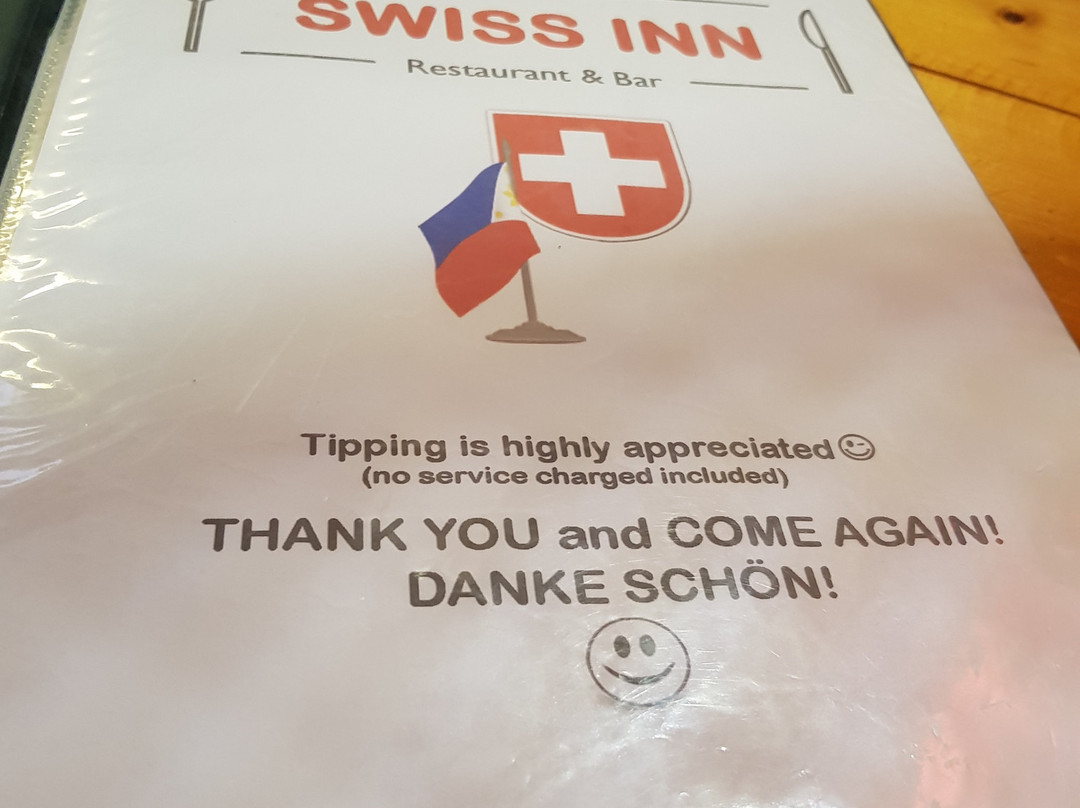 SWISS INN
Restaurant & Bar
Tipping is highly appreciated
(no service charged included)
THANK YOU and COME AGAIN!
DANKE SCHÖN!